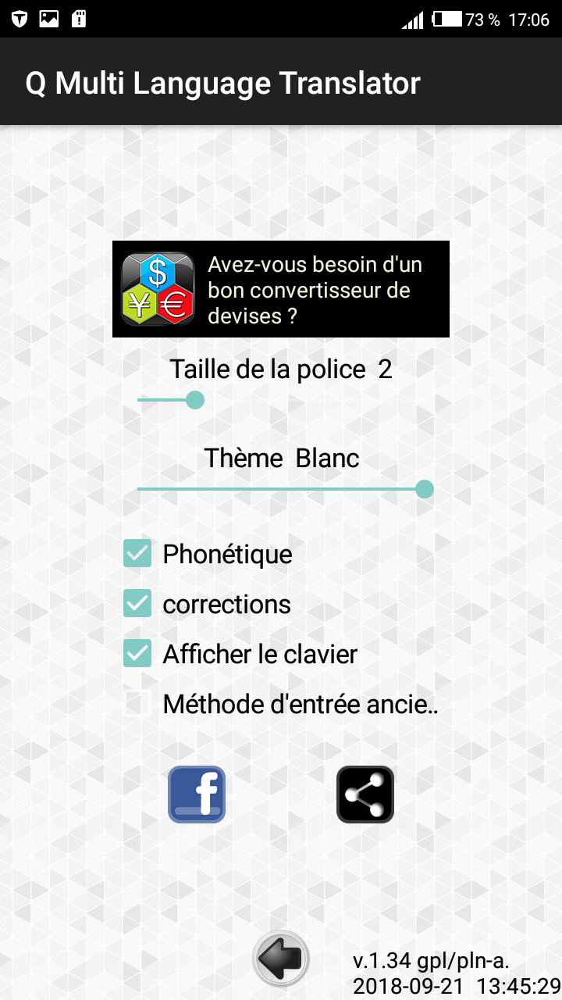 73 % 17:06
Q Multi Language Translator
$
¥ €
Avez-vous besoin d'un
bon convertisseur de
devises ?
Taille de la police 2
Thème Blanc
Phonétique
corrections
Afficher le clavier
Méthode d'entrée ancie..
f
v.1.34 gpl/pln-a.
2018-09-21 13:45:29